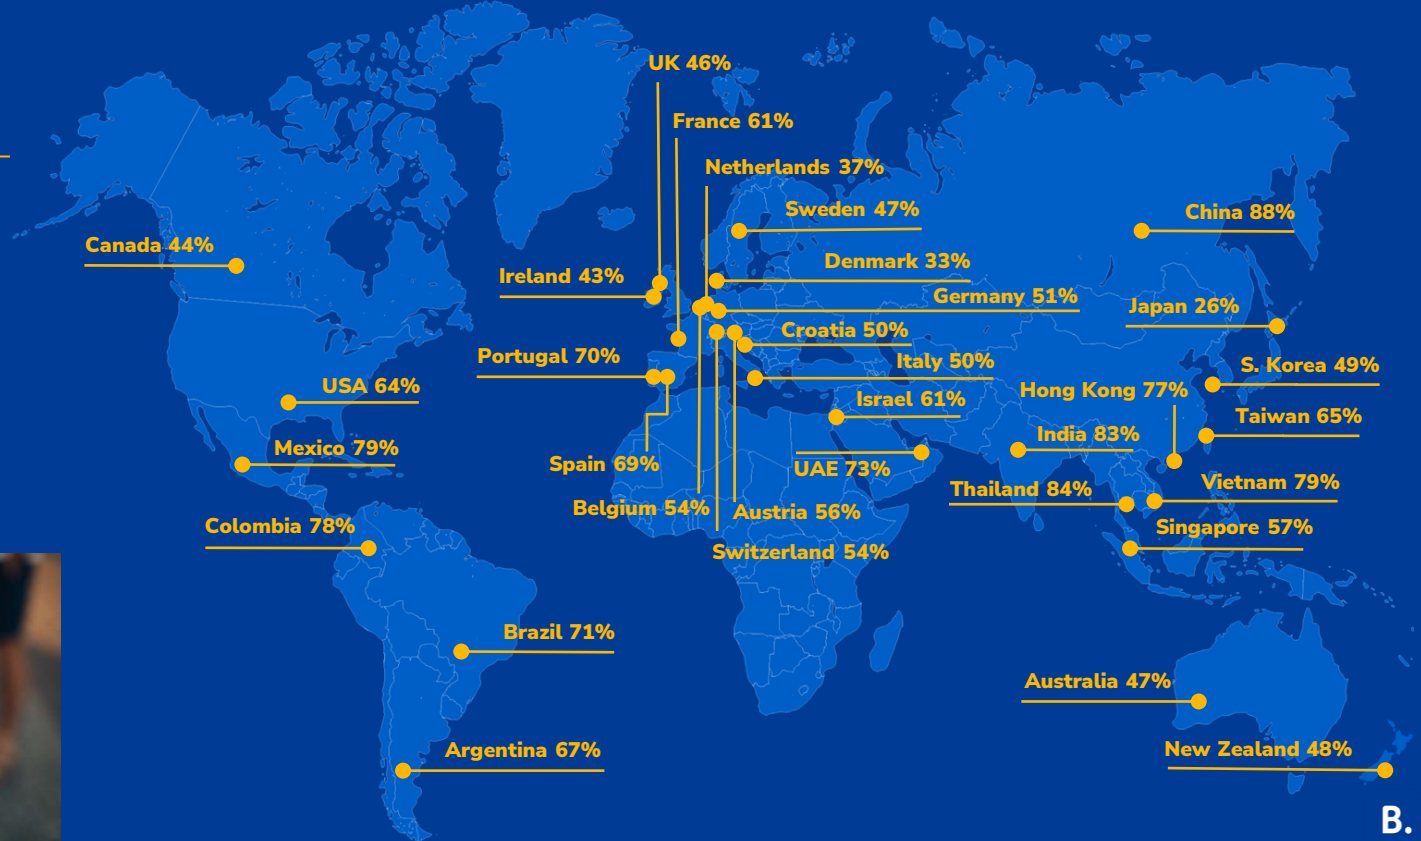 UK 46%
France 61%
Netherlands 37%
Sweden 47%
China 88%
Canada 44%
Denmark 33%
Ireland 43%
Germany 51%
Japan 26%
Croatia 50%
Portugal 70%
Italy 50%
S. Korea 49%
USA 64%
Hong Kong 77%
Israel 61%
Taiwan 65%
India 83%
Mexico 79%
Spain 69%
UAE 73%
Vietnam 79%
Thailand 84%
Belgium 54%
Austria 56%
Colombia 78%
Singapore 57%
Switzerland 54%
Brazil 71%
Australia 47%
Argentina 67%
New Zealand 48%
B.